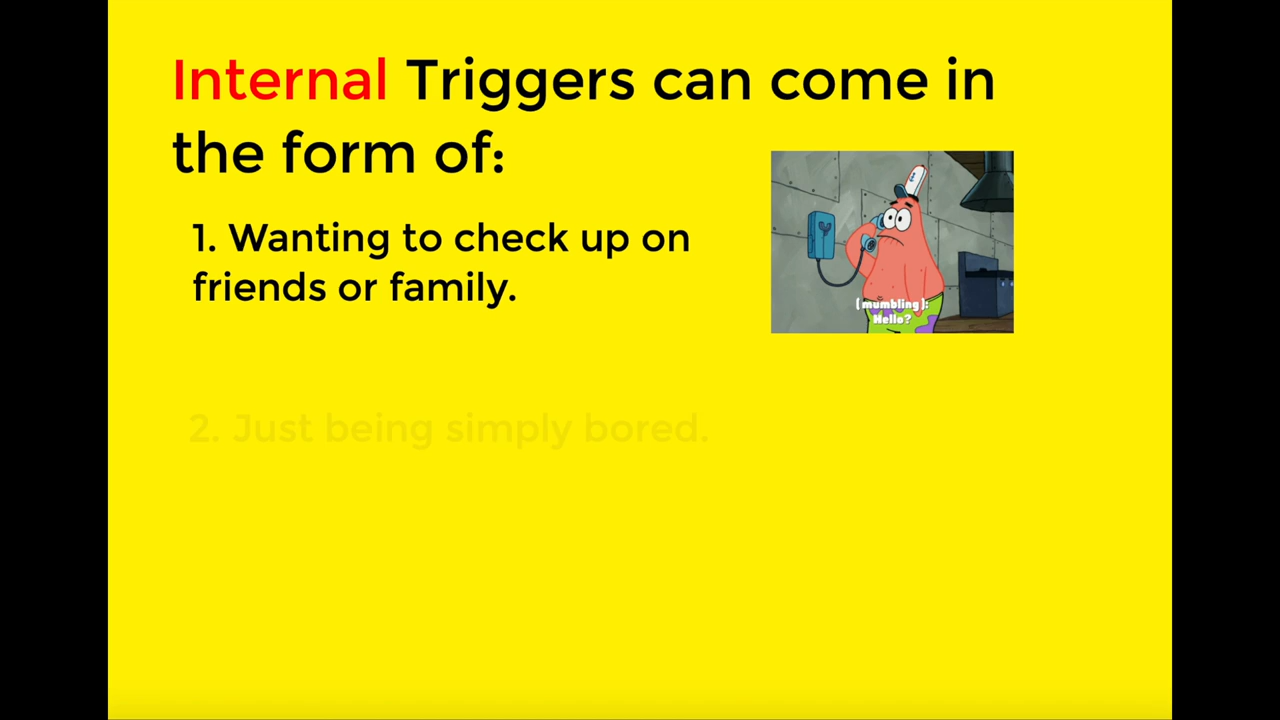 Internal Triggers can come in
the form of:
1. Wanting to check up on
friends or family.
(mumbling):
Hello?
2. Just being simply bored.